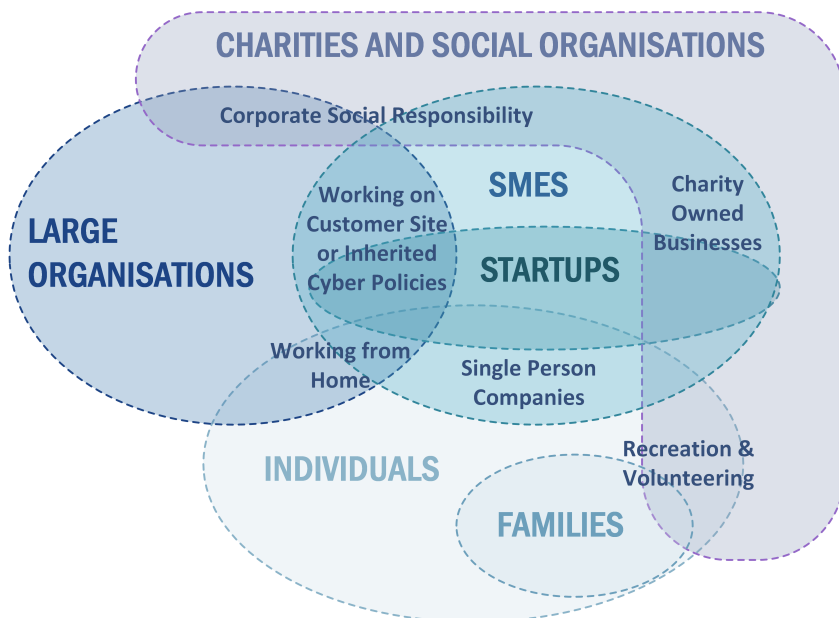 CHARITIES AND SOCIAL ORGANISATIONS
Corporate Social Responsibility
SMES
Working on
Customer Site
or Inherited
Cyber Policies
Charity
Owned
Businesses
LARGE
ORGANISATIONS
STARTUPS
Working from
Home
Single Person
Companies
INDIVIDUALS
Recreation &
Volunteering
FAMILIES